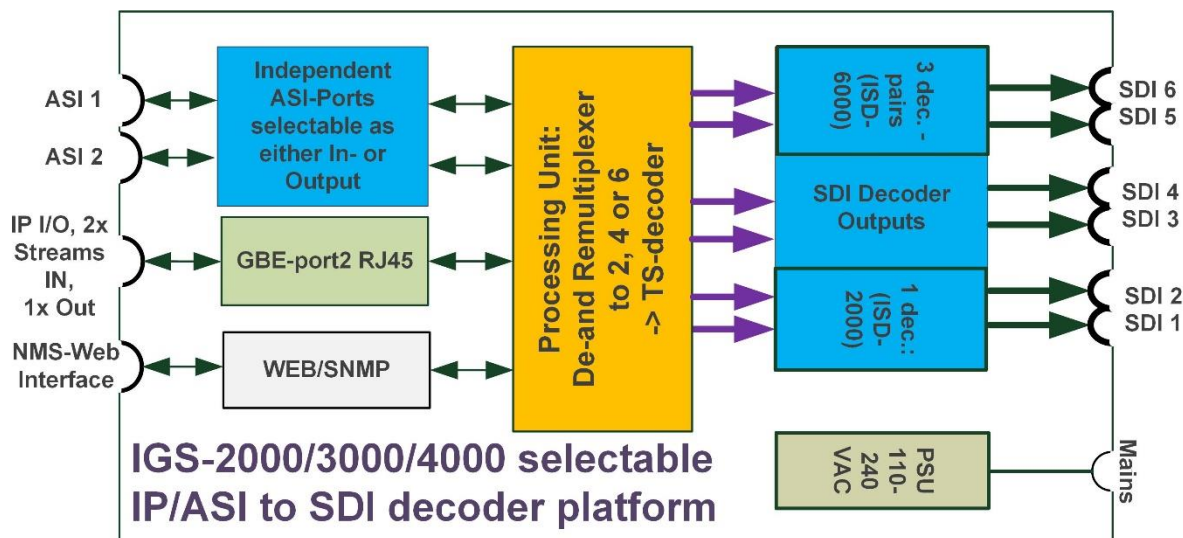 ASI 1
ASI 2
IP I/O, 2x
Streams
IN,
1x Out
NMS-Web
Interface
Independent
ASI-Ports
selectable as
either In- or
Output
GBE-port2 RJ45
WEB/SNMP
Processing Unit:
De-and Remultiplexer
to 2, 4 or 6
-> TS-decoder
3 dec. -
pairs
(ISD-
6000)
SDI Decoder
Outputs
1 dec.:
(ISD-
2000)
PSU
110-
240
VAC
SDI 6
SDI 5
SDI 4
SDI 3
SDI 2
SDI 1
Mains
IGS-2000/3000/4000 selectable
IP/ASI to SDI decoder platform